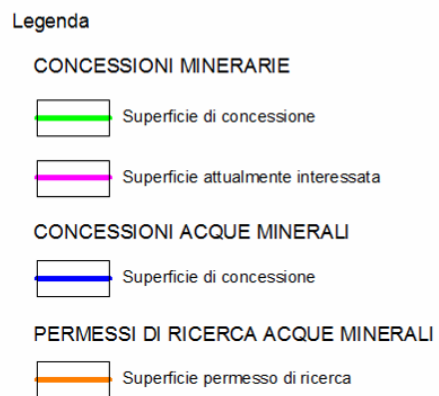 Legenda
CONCESSIONI MINERARIE
Superficie di concessione
Superficie attualmente interessata
CONCESSIONI ACQUE MINERALI
Superficie di concessione
PERMESSI DI RICERCA ACQUE MINERALI
Superficie permesso di ricerca